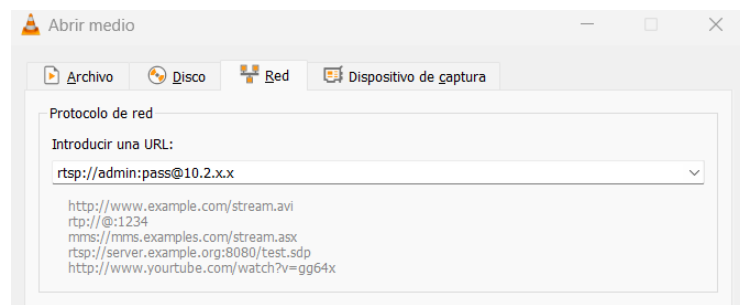 Abrir medio
Archivo Disco Red Dispositivo de captura
Protocolo de red
Introducir una URL:
rtsp://admin:pass@10.2.x.x
http://www.example.com/stream.avi
rtp://@:1234
mms://mms.examples.com/stream.asx
rtsp://server.example.org:8080/test.sdp
http://www.yourtube.com/watch?v=gg64x